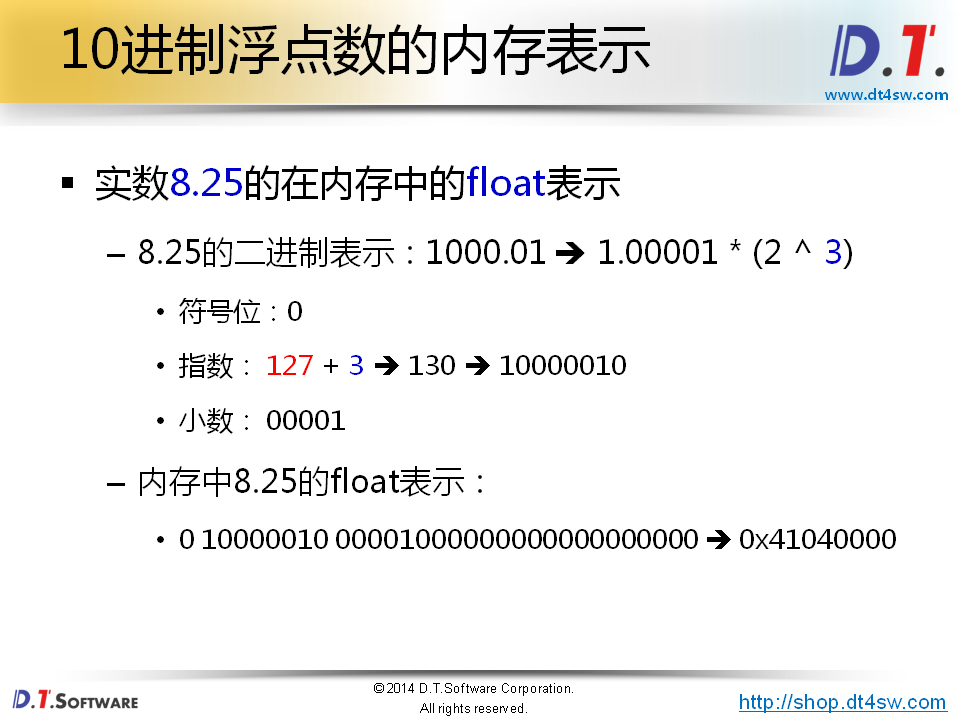 10进制浮点数的内存表示
D.T.
www.dt4sw.com
▪ 实数8.25的在内存中的float表示
– 8.25的二进制表示：1000.01 ➔ 1.00001 * (2 ^ 3)
• 符号位：0
• 指数： 127 + 3 ➔ 130 ➔ 10000010
• 小数： 00001
– 内存中8.25的float表示：
• 0 10000010 00001000000000000000000 ➔ 0x41040000
D.T.SOFTWARE
©2014 D.T.Software Corporation.
All rights reserved.
http://shop.dt4sw.com